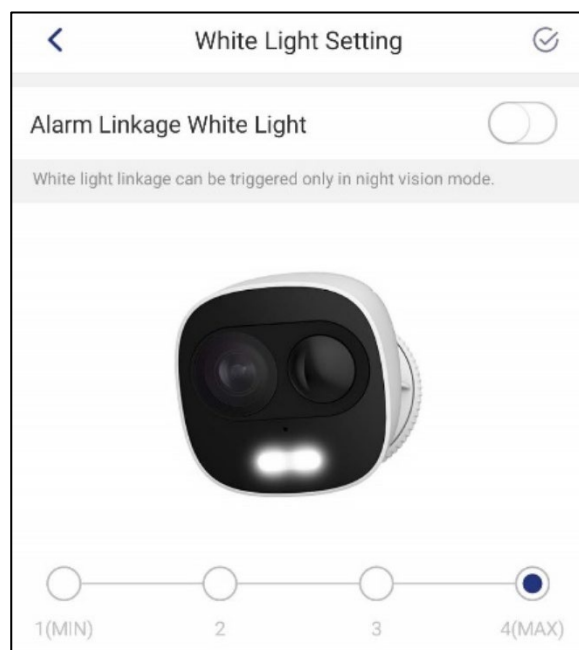 White Light Setting
Alarm Linkage White Light
White light linkage can be triggered only in night vision mode.
1(MIN) 2 3 4(MAX)